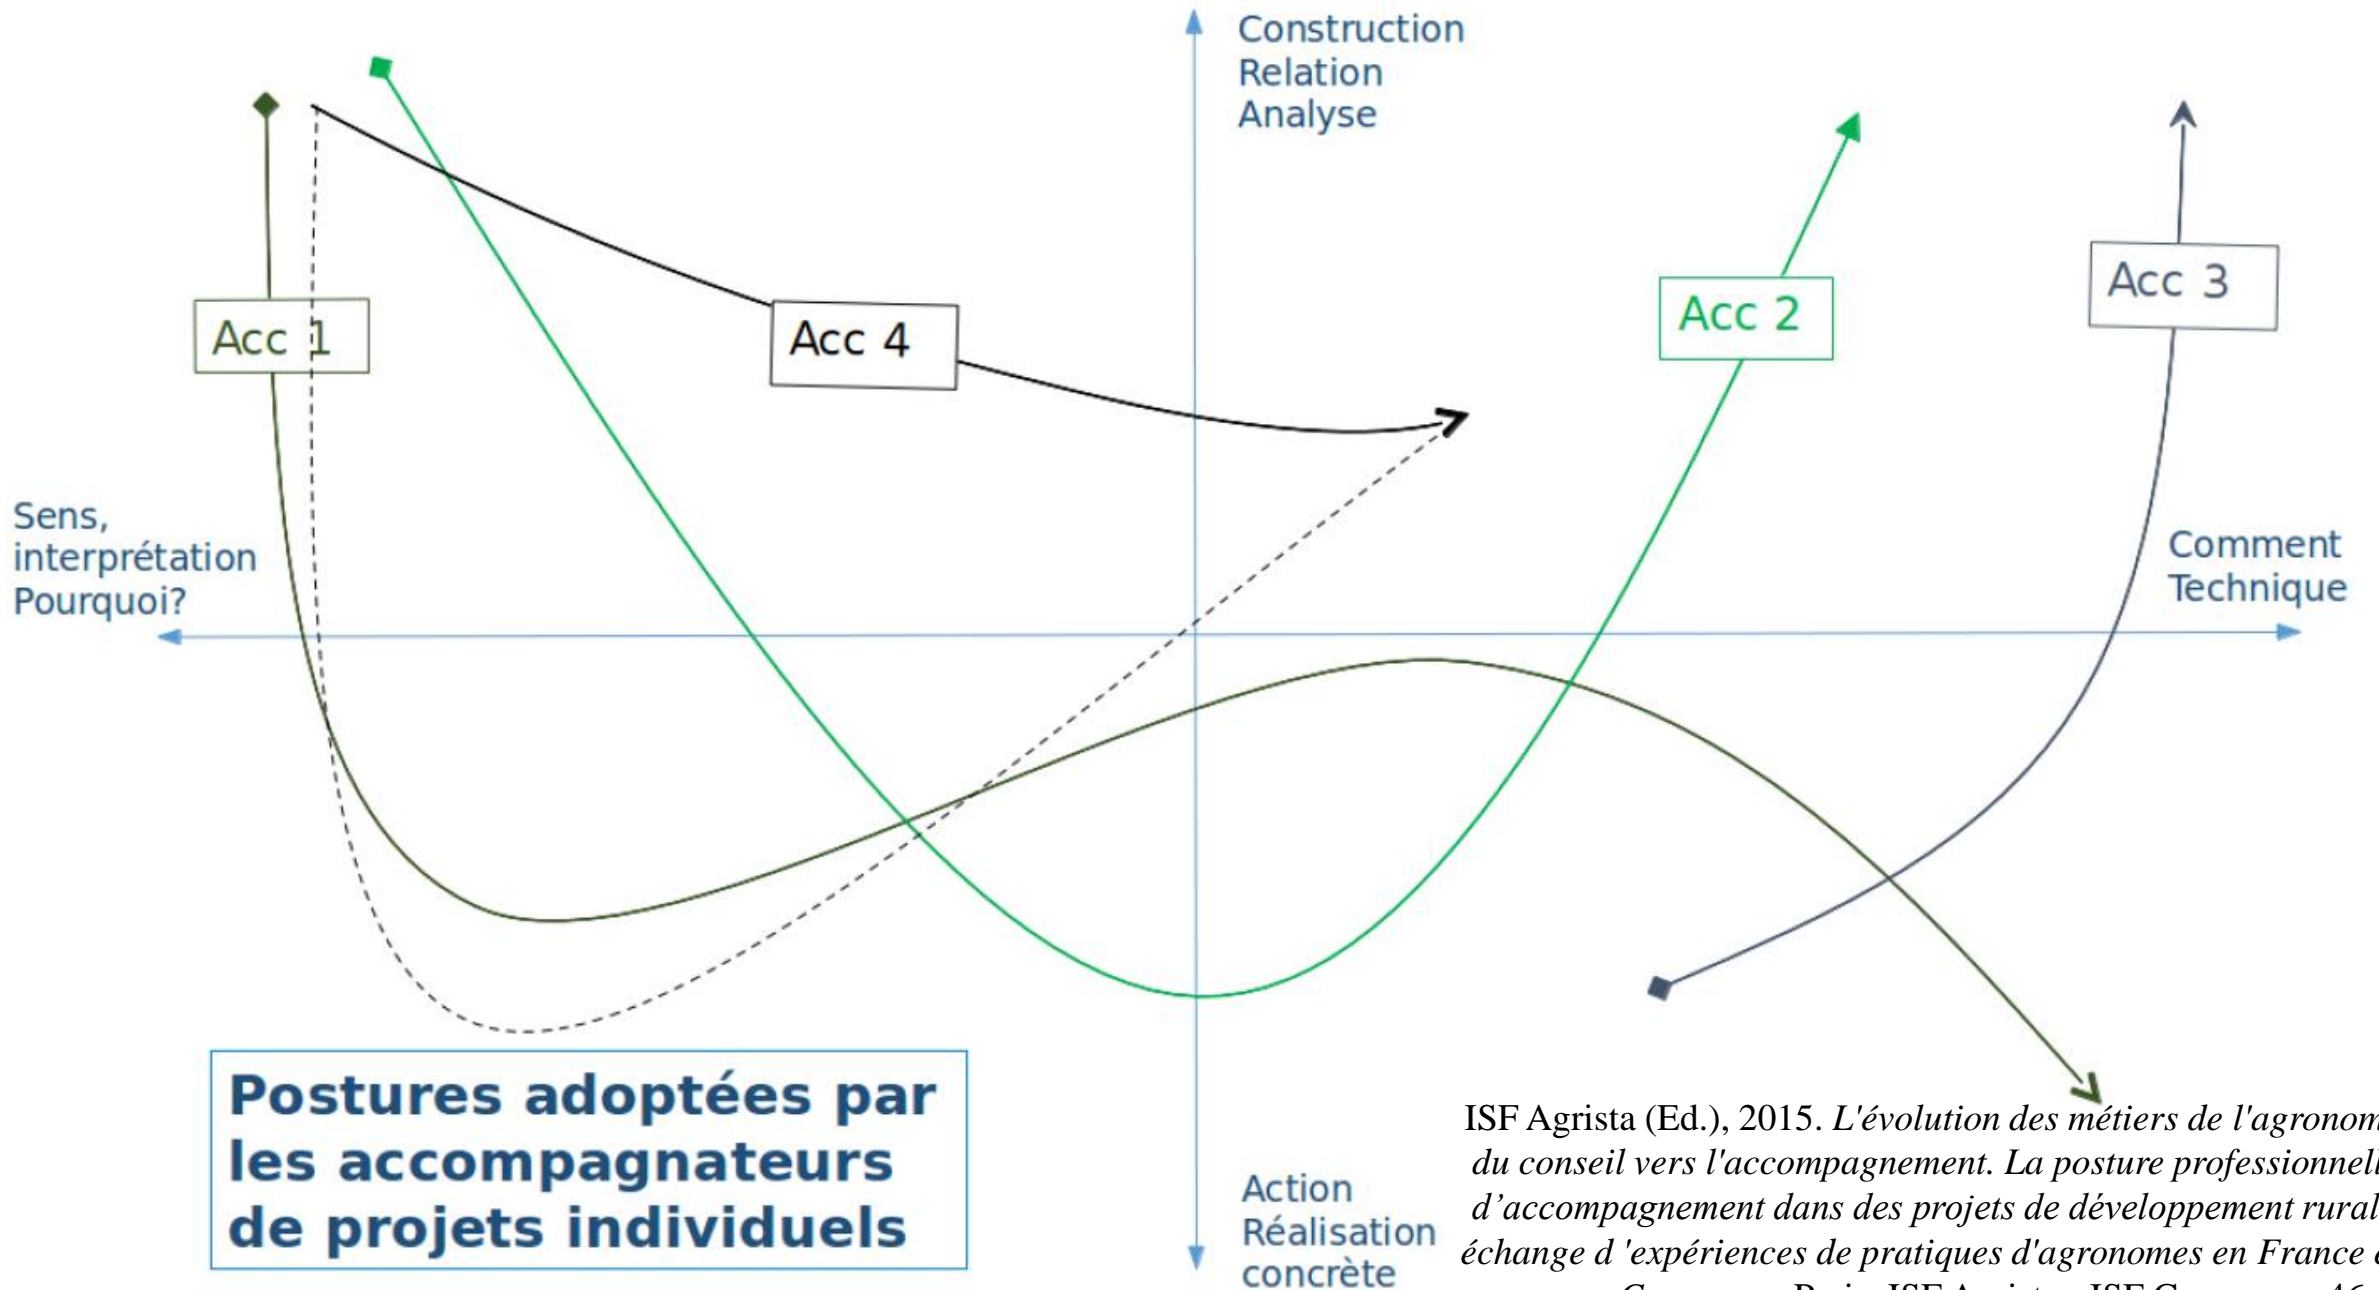 Construction
Relation
Analyse
Acc 1
Acc 4
Acc 2
Acc 3
Sens,
interprétation
Pourquoi?
Comment
Technique
Postures adoptées par
les accompagnateurs
de projets individuels
Action
Réalisation
concrète
ISF Agrista (Ed.), 2015. L'évolution des métiers de l'agronom
du conseil vers l'accompagnement. La posture professionnell
d’accompagnement dans des projets de développement rural
échange d 'expériences de pratiques d'agronomes en France